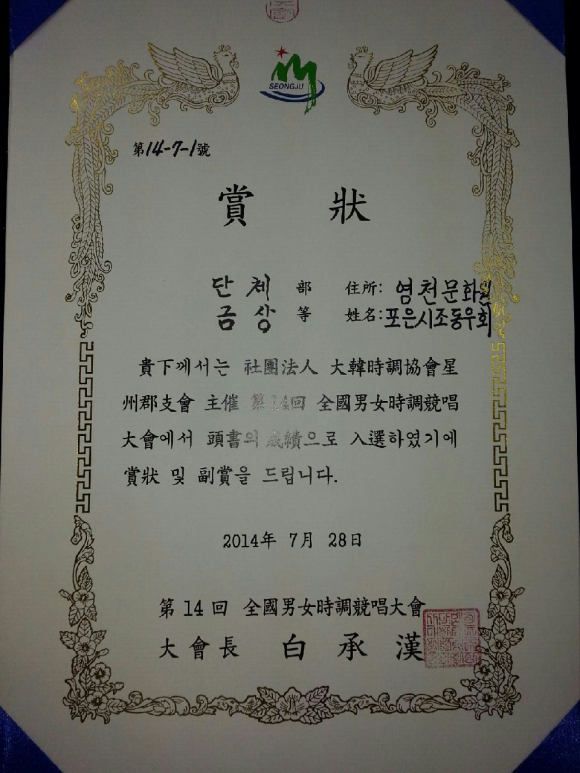 SEONGJU
第14-7-1號
賞狀
단체 部 住所: 영천문화원
금상 等 姓名: 포은시조동우회
貴下께서는 社團法人 大韓時調協會星
州郡支會 主催 第14回 全國男女時調競唱
大會에서 頭書의 成績으로 入選하였기에
賞狀 및 副賞을 드립니다.
2014年 7月 28日
第14回 全國男女時調競唱大會
大會長 白承漢